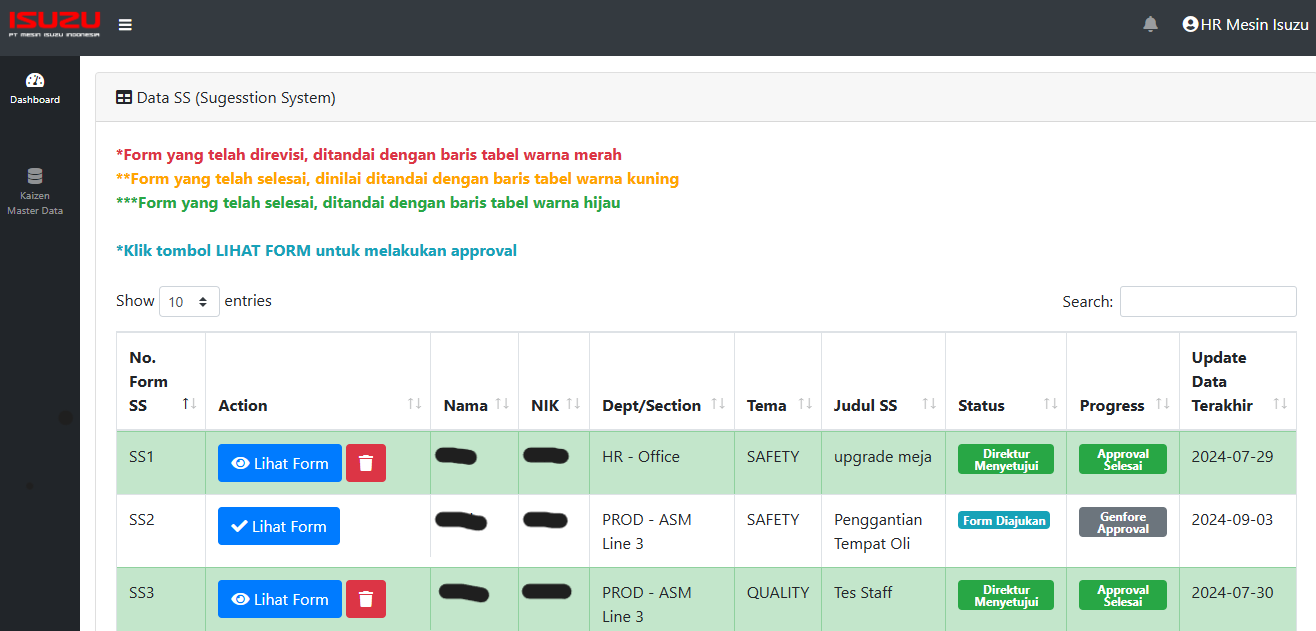 ISUZU
PT MESIN ISUZU INDONESIA
HR Mesin Isuzu
Dashboard
Kaizen
Master Data
Data SS (Sugesstion System)
*Form yang telah direvisi, ditandai dengan baris tabel warna merah
**Form yang telah selesai, dinilai ditandai dengan baris tabel warna kuning
***Form yang telah selesai, ditandai dengan baris tabel warna hijau
*Klik tombol LIHAT FORM untuk melakukan approval
Show 10 entries
Search:
No.
Form
SS
Action
Nama
NIK
Dept/Section
Tema
Judul SS
Status
Progress
Update
Data
Terakhir
SS1
Lihat Form
HR - Office
SAFETY
upgrade meja
Direktur
Menyetujui
Approval
Selesai
2024-07-29
SS2
Lihat Form
PROD - ASM
Line 3
SAFETY
Penggantian
Tempat Oli
Form Diajukan
Genfore
Approval
2024-09-03
SS3
Lihat Form
PROD - ASM
Line 3
QUALITY
Tes Staff
Direktur
Menyetujui
Approval
Selesai
2024-07-30